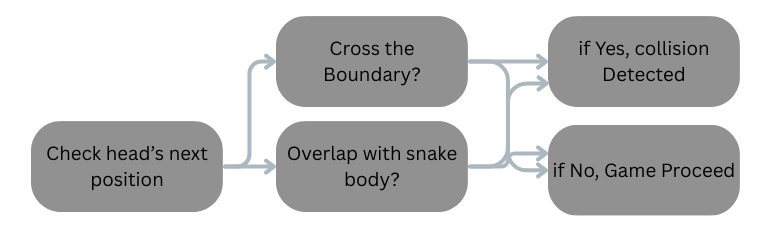 Cross the
Boundary?
if Yes, collision
Detected
Check head’s next
position
Overlap with snake
body?
if No, Game Proceed